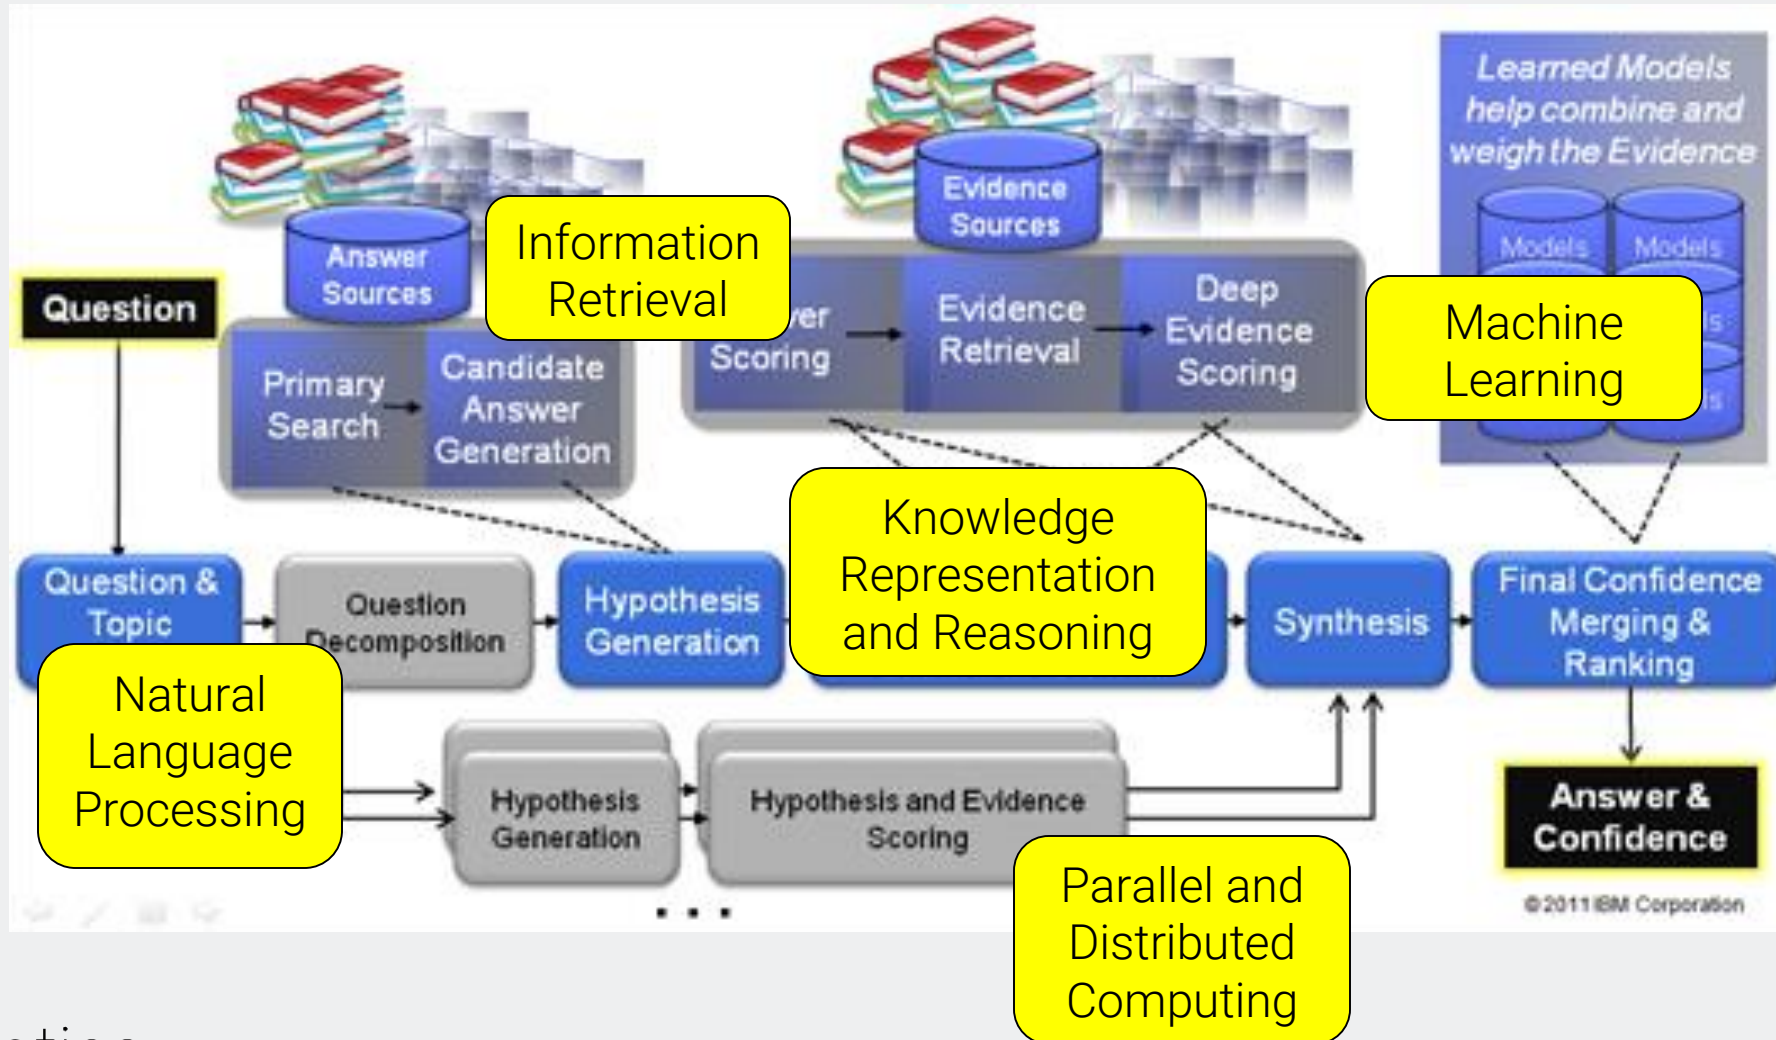 Learned Models
help combine and
weigh the Evidence
Models
Models
Evidence
Sources
Answer
Sources
Information
Retrieval
Question
Scoring
Evidence
Retrieval
Deep
Evidence
Scoring
Machine
Learning
Primary
Search
Candidate
Answer
Generation
Knowledge
Representation
and Reasoning
Question &
Topic
Question
Decomposition
Hypothesis
Generation
Synthesis
Final Confidence
Merging &
Ranking
Natural
Language
Processing
Hypothesis
Generation
Hypothesis and Evidence
Scoring
Answer &
Confidence
Parallel and
Distributed
Computing
...
© 2011 IBM Corporation